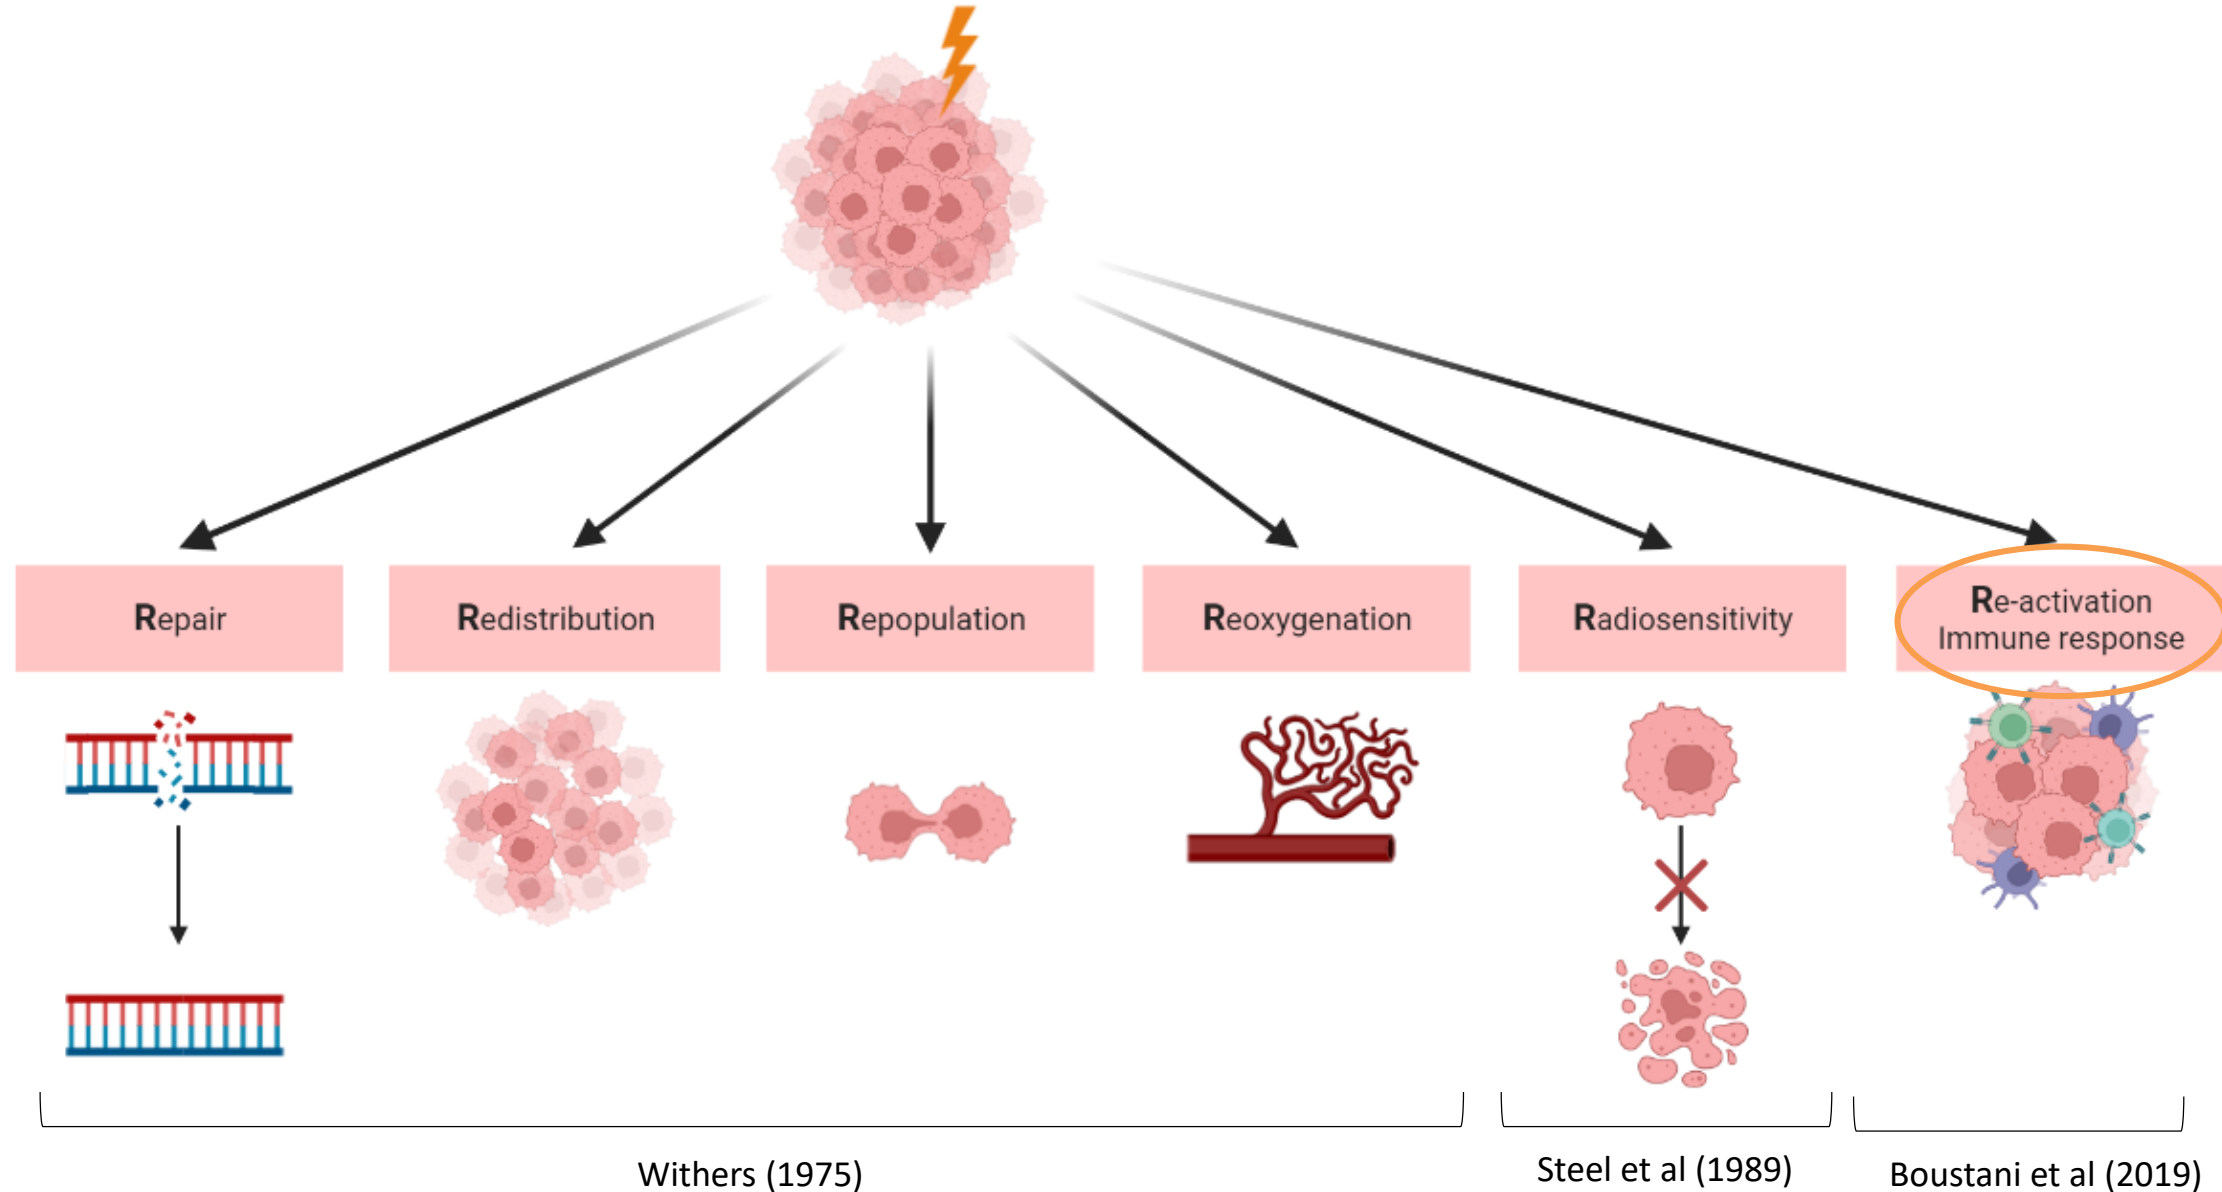 Repair
Redistribution
Repopulation
Reoxygenation
Radiosensitivity
Re-activation
Immune response
Withers (1975)
Steel et al (1989)
Boustani et al (2019)